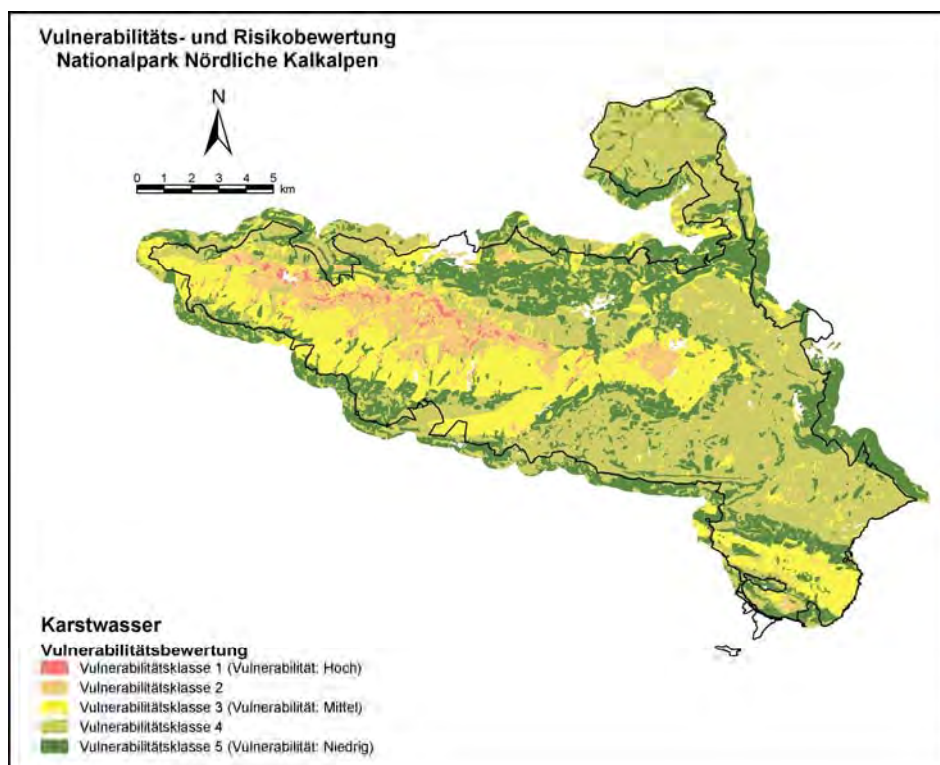 Vulnerabilitäts- und Risikobewertung
Nationalpark Nördliche Kalkalpen
N
0 1 2 3 4 5
km
Karstwasser
Vulnerabilitätsbewertung
Vulnerabilitätsklasse 1 (Vulnerabilität: Hoch)
Vulnerabilitätsklasse 2
Vulnerabilitätsklasse 3 (Vulnerabilität: Mittel)
Vulnerabilitätsklasse 4
Vulnerabilitätsklasse 5 (Vulnerabilität: Niedrig)